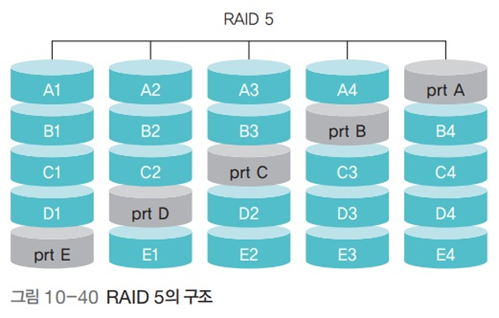 RAID 5
A1 A2 A3 A4 prt A
B1 B2 B3 prt B B4
C1 C2 prt C C3 C4
D1 prt D D2 D3 D4
prt E E1 E2 E3 E4
그림 10-40 RAID 5의 구조